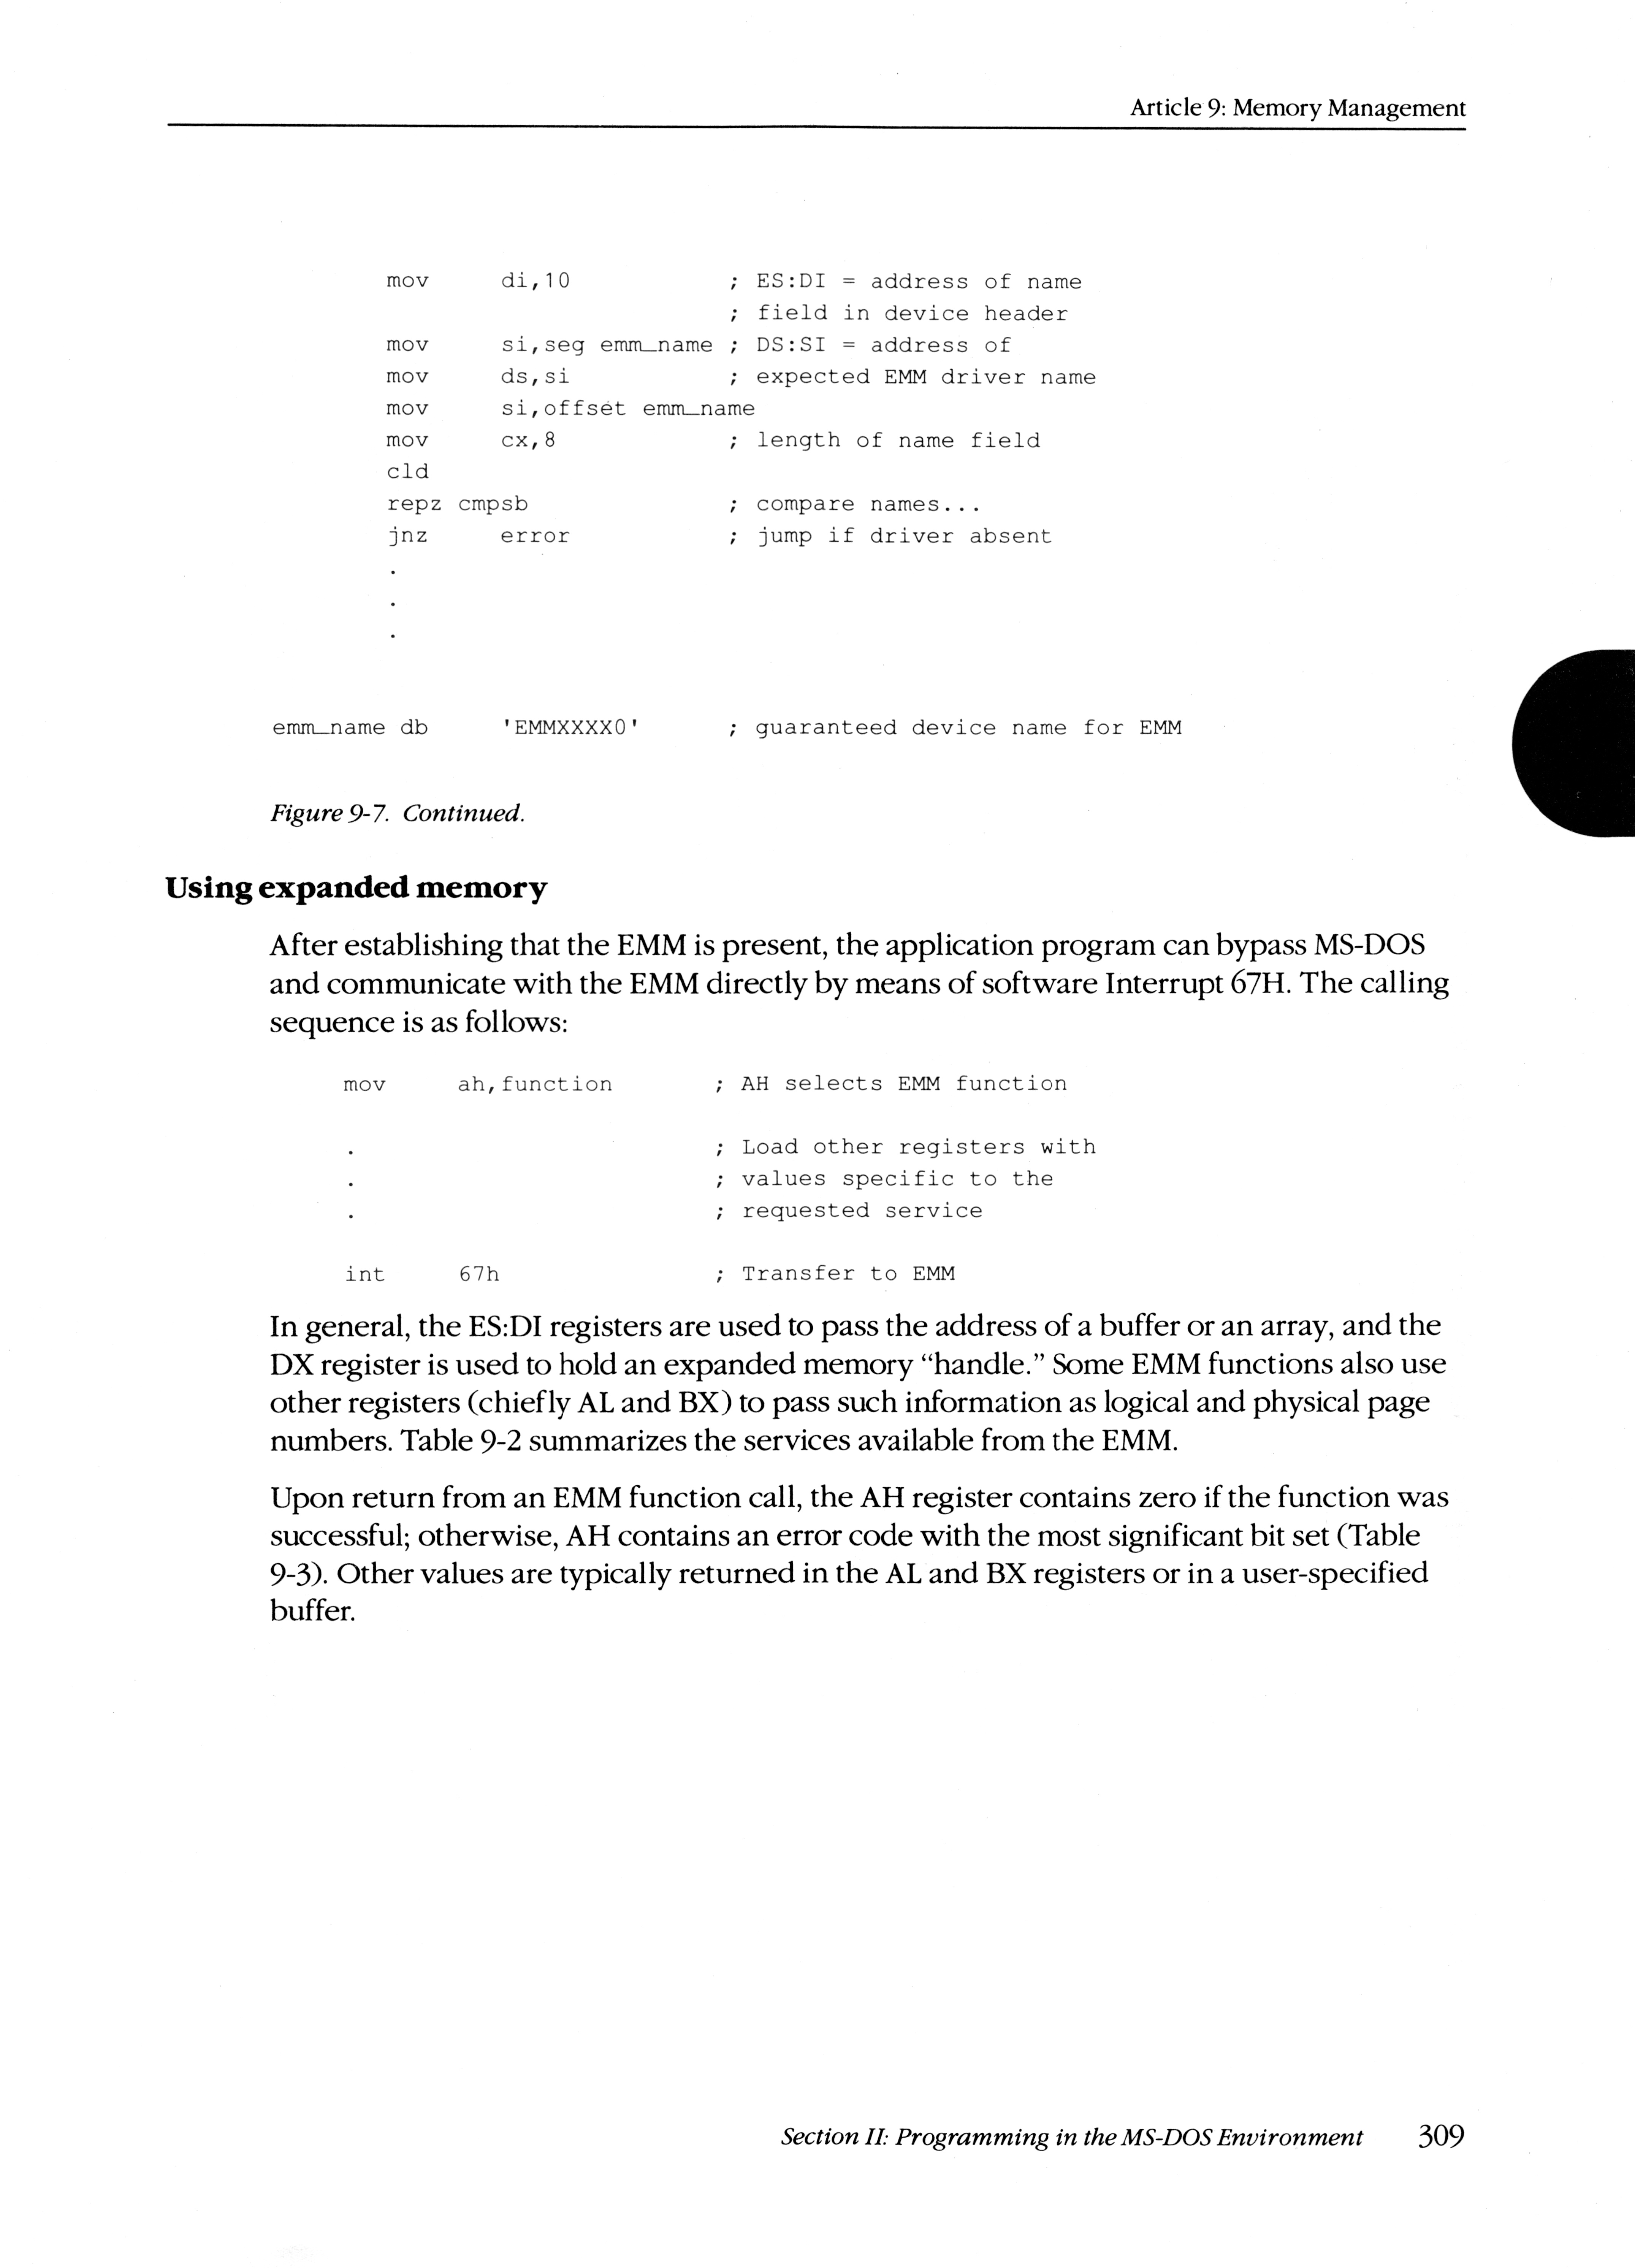 Article 9: Memory Management
mov di,10 ; ES:DI = address of name
; field in device header
mov si,seg emm_name ; DS:SI = address of
mov ds,si ; expected EMM driver name
mov si,offset emm_name
mov cx,8 ; length of name field
cld
repz cmpsb ; compare names...
jnz error ; jump if driver absent
.
.
.
emm_name db 'EMMXXXX0' ; guaranteed device name for EMM
Figure 9-7. Continued.
Using expanded memory
After establishing that the EMM is present, the application program can bypass MS-DOS
and communicate with the EMM directly by means of software Interrupt 67H. The calling
sequence is as follows:
mov ah,function ; AH selects EMM function
. ; Load other registers with
. ; values specific to the
. ; requested service
int 67h ; Transfer to EMM
In general, the ES:DI registers are used to pass the address of a buffer or an array, and the
DX register is used to hold an expanded memory “handle.” Some EMM functions also use
other registers (chiefly AL and BX) to pass such information as logical and physical page
numbers. Table 9-2 summarizes the services available from the EMM.
Upon return from an EMM function call, the AH register contains zero if the function was
successful; otherwise, AH contains an error code with the most significant bit set (Table
9-3). Other values are typically returned in the AL and BX registers or in a user-specified
buffer.
Section II: Programming in the MS-DOS Environment 309